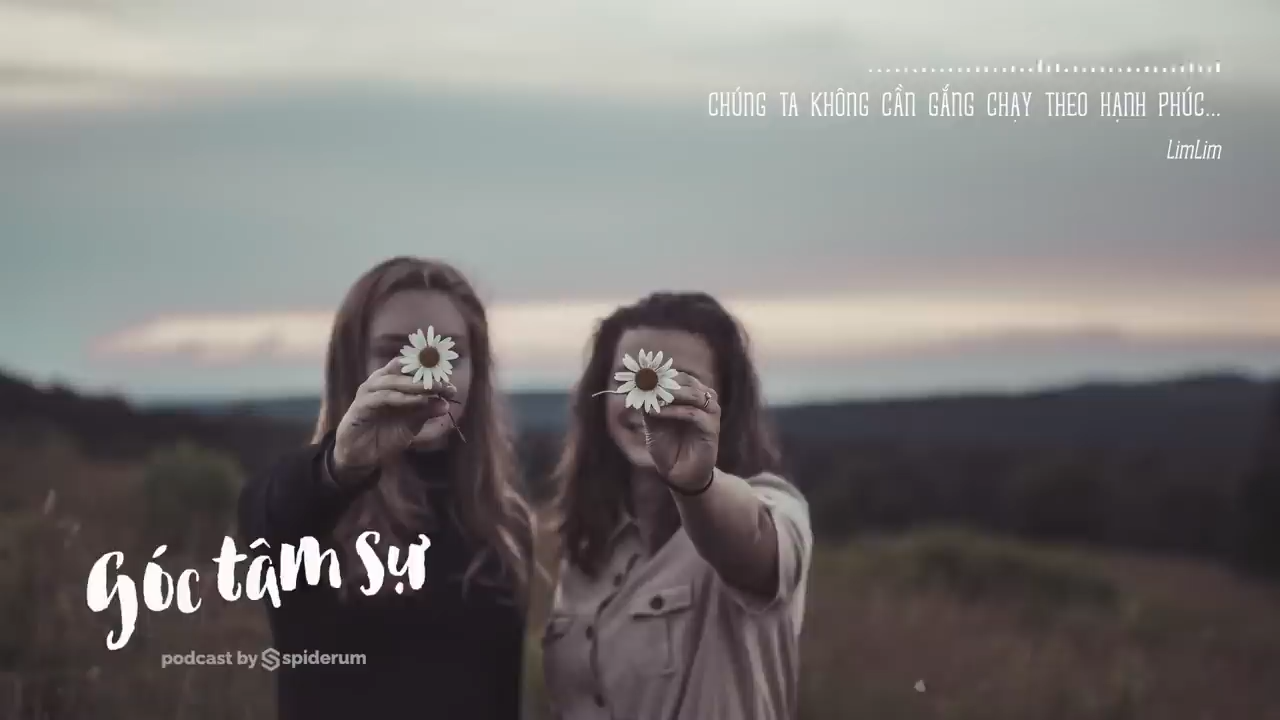 CHÚNG TA KHÔNG CẦN GẮNG CHẠY THEO HẠNH PHÚC...
LimLim
Góc tâm sự
podcast by spiderum